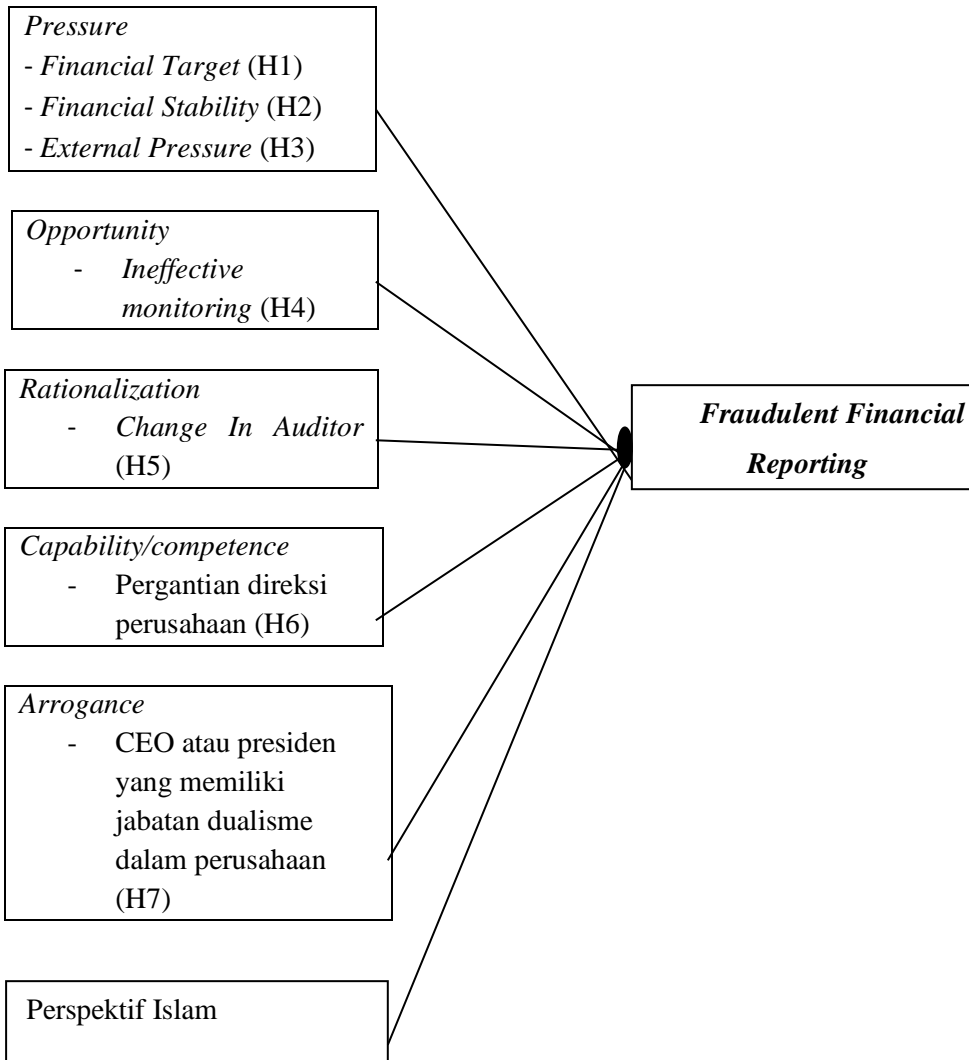 Pressure
- Financial Target (H1)
- Financial Stability (H2)
- External Pressure (H3)
Opportunity
- Ineffective
monitoring (H4)
Rationalization
- Change In Auditor
(H5)
Fraudulent Financial
Reporting
Capability/competence
- Pergantian direksi
perusahaan (H6)
Arrogance
- CEO atau presiden
yang memiliki
jabatan dualisme
dalam perusahaan
(H7)
Perspektif Islam